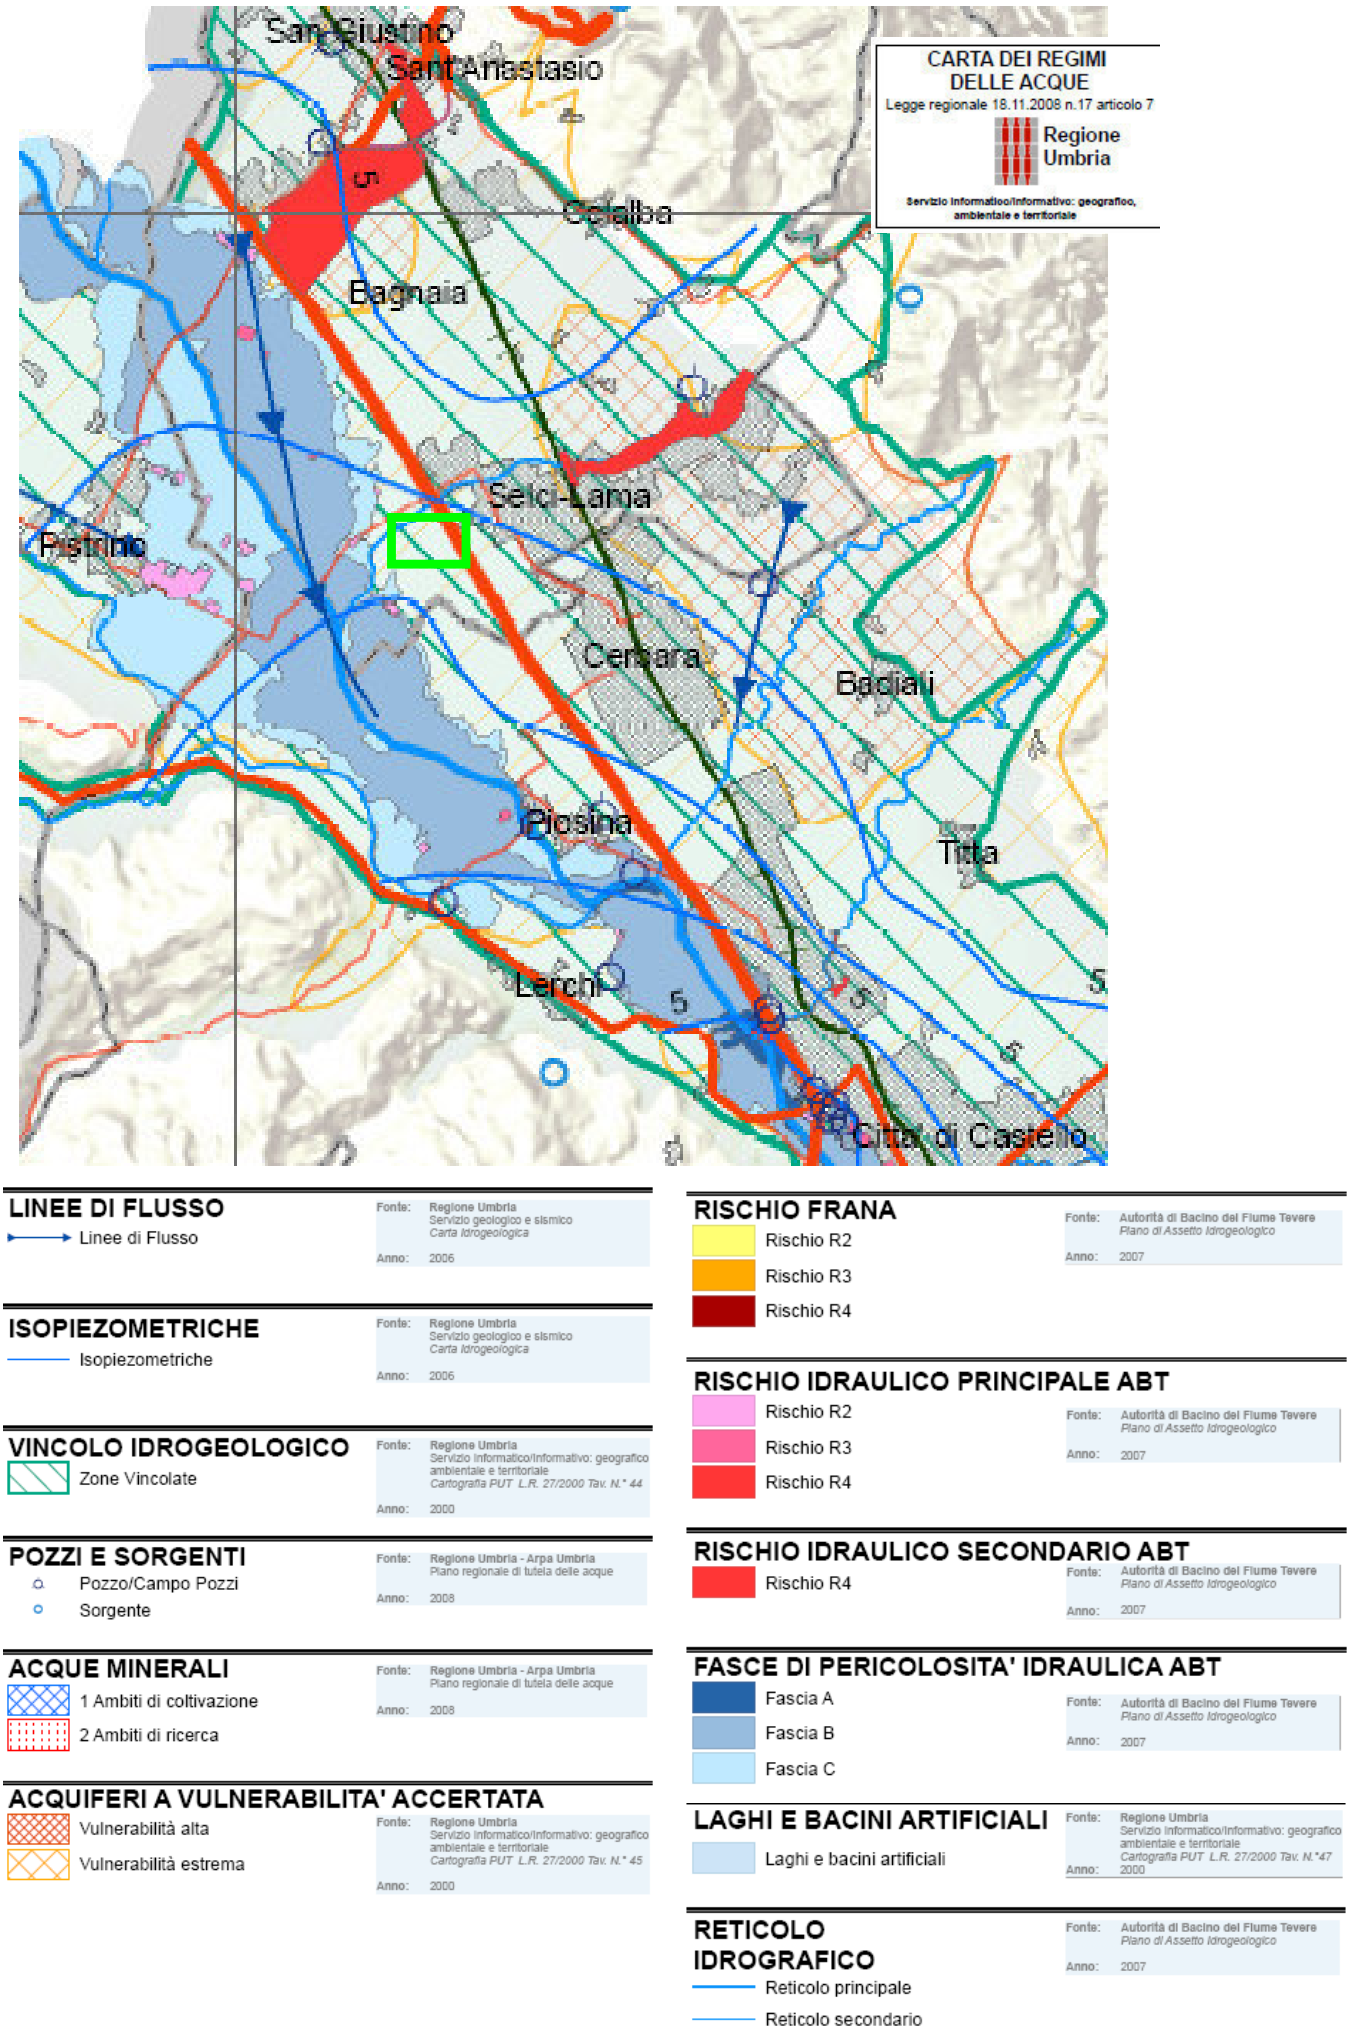 San Giustino
Sant'Anastasio
CARTA DEI REGIMI
DELLE ACQUE
Legge regionale 18.11.2008 n.17 articolo 7
Regione
Umbria
Servizio Informatico/Informativo: geografico,
ambientale e territoriale
5
Celalba
Bagnaia
Selci-Lama
Pistrino
Cerbara
Badiali
Piosina
Titta
Lerchi
5
5
Citta' di Castello
LINEE DI FLUSSO
Linee di Flusso
Fonte: Regione Umbria
Servizio geologico e sismico
Carta Idrogeologica
Anno: 2006
ISOPIEZOMETRICHE
Isopiezometriche
Fonte: Regione Umbria
Servizio geologico e sismico
Carta Idrogeologica
Anno: 2006
VINCOLO IDROGEOLOGICO
Zone Vincolate
Fonte: Regione Umbria
Servizio Informatico/Informativo: geografico
ambientale e territoriale
Cartografia PUT L.R. 27/2000 Tav. N.° 44
Anno: 2000
POZZI E SORGENTI
Pozzo/Campo Pozzi
Sorgente
Fonte: Regione Umbria - Arpa Umbria
Piano regionale di tutela delle acque
Anno: 2008
ACQUE MINERALI
1 Ambiti di coltivazione
2 Ambiti di ricerca
Fonte: Regione Umbria - Arpa Umbria
Piano regionale di tutela delle acque
Anno: 2008
ACQUIFERI A VULNERABILITA' ACCERTATA
Vulnerabilità alta
Vulnerabilità estrema
Fonte: Regione Umbria
Servizio Informatico/Informativo: geografico
ambientale e territoriale
Cartografia PUT L.R. 27/2000 Tav. N.° 45
Anno: 2000
RISCHIO FRANA
Rischio R2
Rischio R3
Rischio R4
Fonte: Autorità di Bacino del Fiume Tevere
Piano di Assetto Idrogeologico
Anno: 2007
RISCHIO IDRAULICO PRINCIPALE ABT
Rischio R2
Rischio R3
Rischio R4
Fonte: Autorità di Bacino del Fiume Tevere
Piano di Assetto Idrogeologico
Anno: 2007
RISCHIO IDRAULICO SECONDARIO ABT
Rischio R4
Fonte: Autorità di Bacino del Fiume Tevere
Piano di Assetto Idrogeologico
Anno: 2007
FASCE DI PERICOLOSITA' IDRAULICA ABT
Fascia A
Fascia B
Fascia C
Fonte: Autorità di Bacino del Fiume Tevere
Piano di Assetto Idrogeologico
Anno: 2007
LAGHI E BACINI ARTIFICIALI
Laghi e bacini artificiali
Fonte: Regione Umbria
Servizio Informatico/Informativo: geografico
ambientale e territoriale
Cartografia PUT L.R. 27/2000 Tav. N.°47
Anno: 2000
RETICOLO
IDROGRAFICO
Reticolo principale
Reticolo secondario
Fonte: Autorità di Bacino del Fiume Tevere
Piano di Assetto Idrogeologico
Anno: 2007